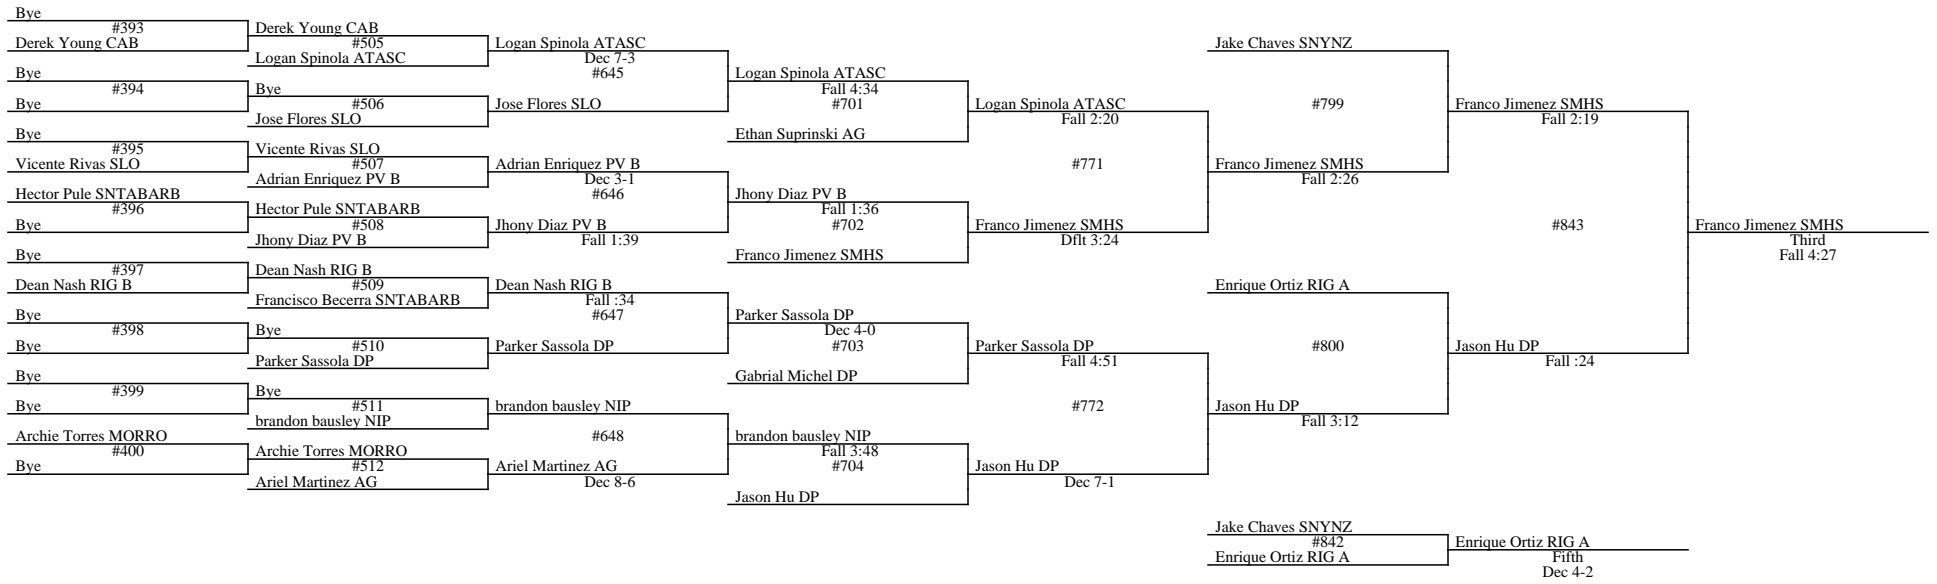 Bye
#393
Derek Young CAB
Bye
#394
Bye
Bye
#395
Vicente Rivas SLO
Hector Pule SNTABARB
#396
Bye
Bye
#397
Dean Nash RIG B
Bye
#398
Bye
Bye
#399
Bye
Archie Torres MORRO
#400
Bye
Derek Young CAB
#505
Logan Spinola ATASC
Bye
#506
Jose Flores SLO
Vicente Rivas SLO
#507
Adrian Enriquez PV B
Hector Pule SNTABARB
#508
Jhony Diaz PV B
Dean Nash RIG B
#509
Francisco Becerra SNTABARB
Bye
#510
Parker Sassola DP
Bye
#511
brandon bausley NIP
Archie Torres MORRO
#512
Ariel Martinez AG
Logan Spinola ATASC
Dec 7-3
#645
Jose Flores SLO
Adrian Enriquez PV B
Dec 3-1
#646
Jhony Diaz PV B
Fall 1:39
Dean Nash RIG B
Fall :34
#647
Parker Sassola DP
brandon bausley NIP
#648
Ariel Martinez AG
Dec 8-6
Logan Spinola ATASC
Fall 4:34
#701
Ethan Suprinski AG
Jhony Diaz PV B
Fall 1:36
#702
Franco Jimenez SMHS
Parker Sassola DP
Dec 4-0
#703
Gabrial Michel DP
brandon bausley NIP
Fall 3:48
#704
Jason Hu DP
Logan Spinola ATASC
Fall 2:20
#771
Franco Jimenez SMHS
Dflt 3:24
Parker Sassola DP
Fall 4:51
#772
Jason Hu DP
Dec 7-1
Jake Chaves SNYNZ
#799
Franco Jimenez SMHS
Fall 2:26
Enrique Ortiz RIG A
#800
Jason Hu DP
Fall 3:12
Franco Jimenez SMHS
Fall 2:19
#843
Jason Hu DP
Fall :24
Franco Jimenez SMHS
Third
Fall 4:27
Jake Chaves SNYNZ
#842
Enrique Ortiz RIG A
Enrique Ortiz RIG A
Fifth
Dec 4-2